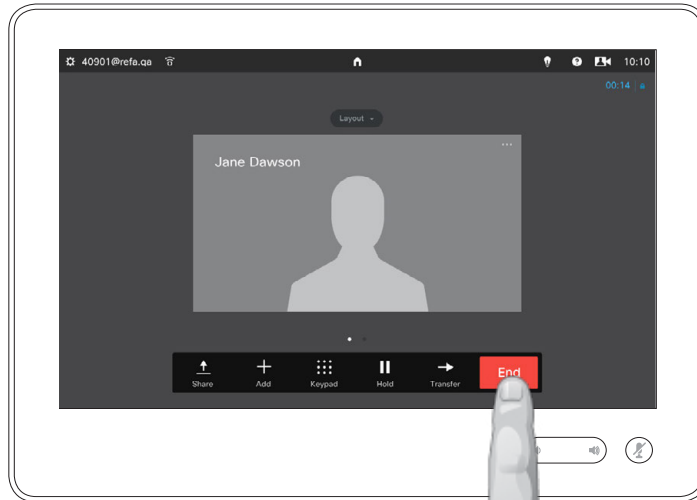 40901@refa.qa
10:10
00:14
Layout
Jane Dawson
Share
Add
Keypad
Hold
Transfer
End